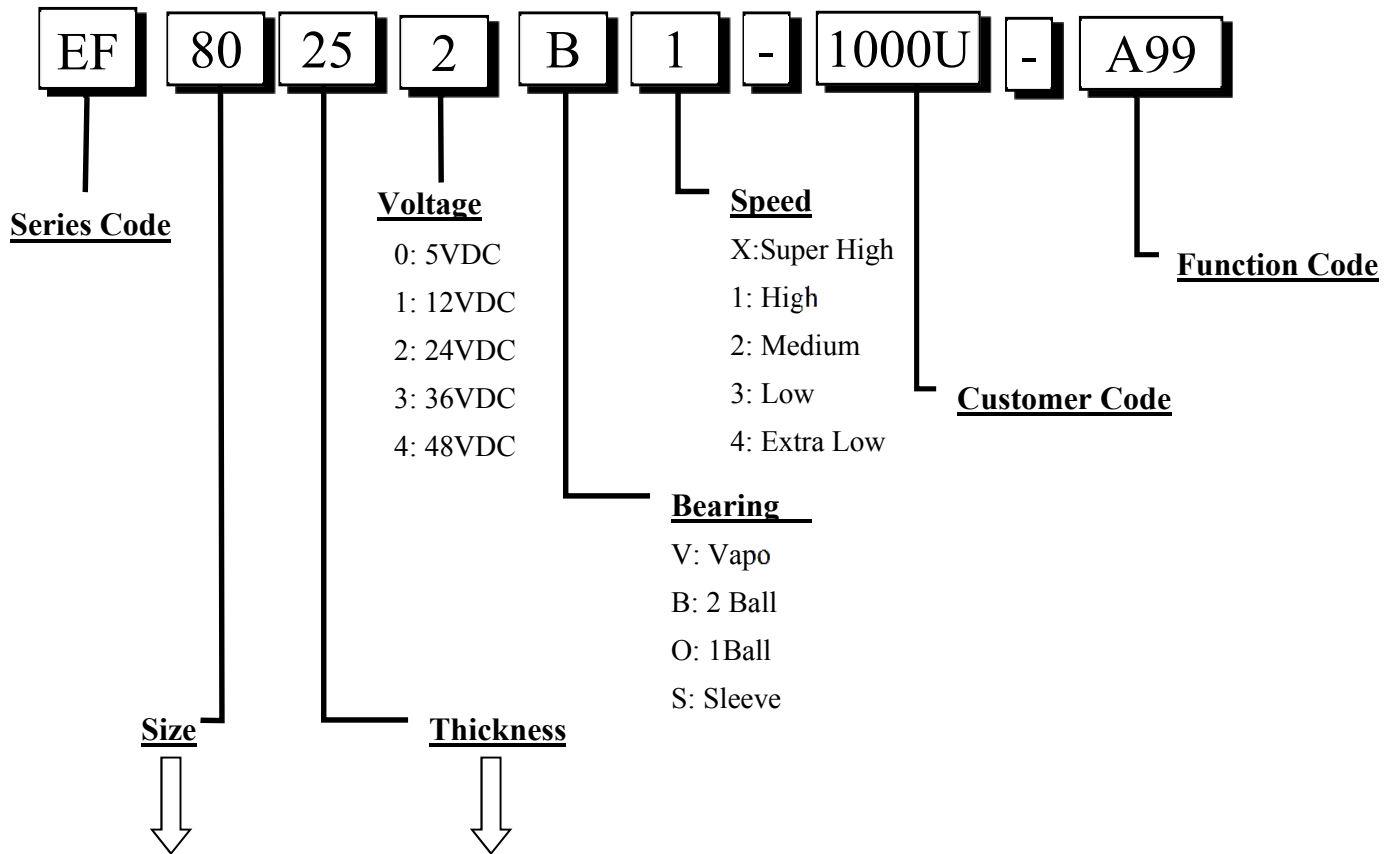 EF 80 25 2 B 1 - 1000U - A99
Series Code
Voltage
0: 5VDC
1: 12VDC
2: 24VDC
3: 36VDC
4: 48VDC
Speed
X:Super High
1: High
2: Medium
3: Low
4: Extra Low
Function Code
Customer Code
Bearing
V: Vapo
B: 2 Ball
O: 1Ball
S: Sleeve
Size
Thickness